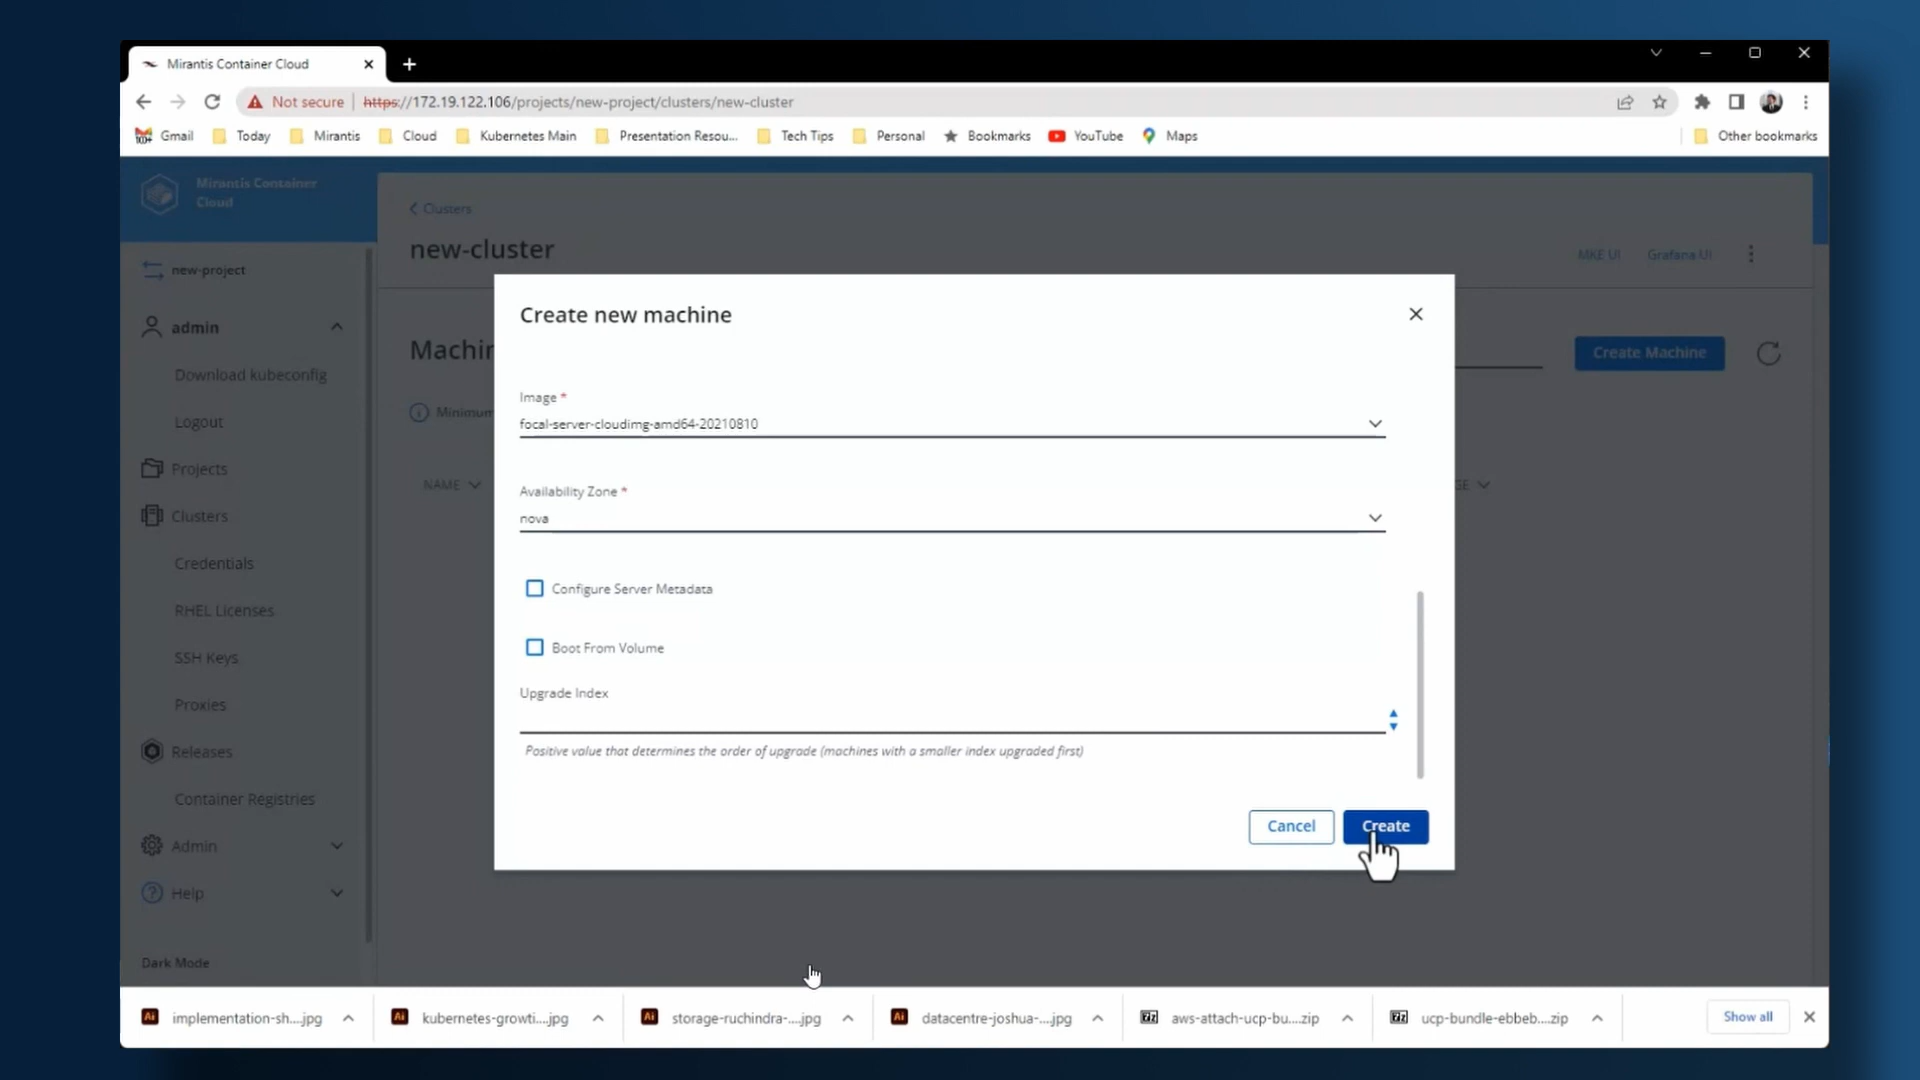 Mirantis Container Cloud
Not secure
https://172.19.122.106/projects/new-project/clusters/new-cluster
Gmail
Today
Mirantis
Cloud
Kubernetes Main
Presentation Resou...
Tech Tips
Personal
Bookmarks
YouTube
Maps
Other bookmarks
Mirantis Container
Cloud
new-project
admin
Download kubeconfig
Logout
Projects
Clusters
Credentials
RHEL Licenses
SSH Keys
Proxies
Releases
Container Registries
Admin
Help
Dark Mode
Clusters
new-cluster
MKE UI
Grafana UI
Machin
Create Machine
Minimum
NAME
GE
Create new machine
Image *
focal-server-cloudimg-amd64-20210810
Availability Zone *
nova
Configure Server Metadata
Boot From Volume
Upgrade Index
Positive value that determines the order of upgrade (machines with a smaller index upgraded first)
Cancel
Create
implementation-sh....jpg
kubernetes-growti....jpg
storage-ruchindra-....jpg
datacentre-joshua-....jpg
aws-attach-ucp-bu....zip
ucp-bundle-ebbeb....zip
Show all